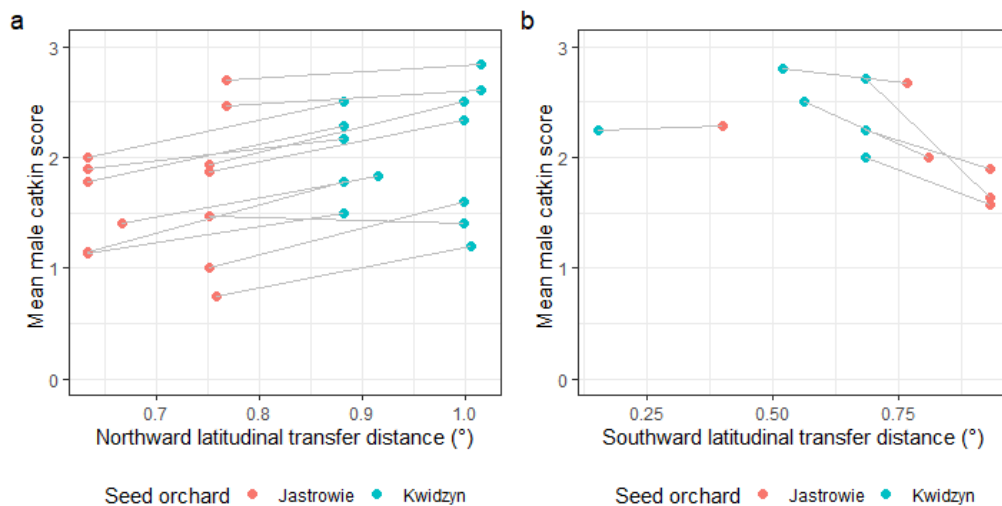 a
Mean male catkin score
3
2
1
0
0.7 0.8 0.9 1.0
Northward latitudinal transfer distance (°)
Seed orchard Jastrowie Kwidzyn
b
Mean male catkin score
3
2
1
0
0.25 0.50 0.75
Southward latitudinal transfer distance (°)
Seed orchard Jastrowie Kwidzyn